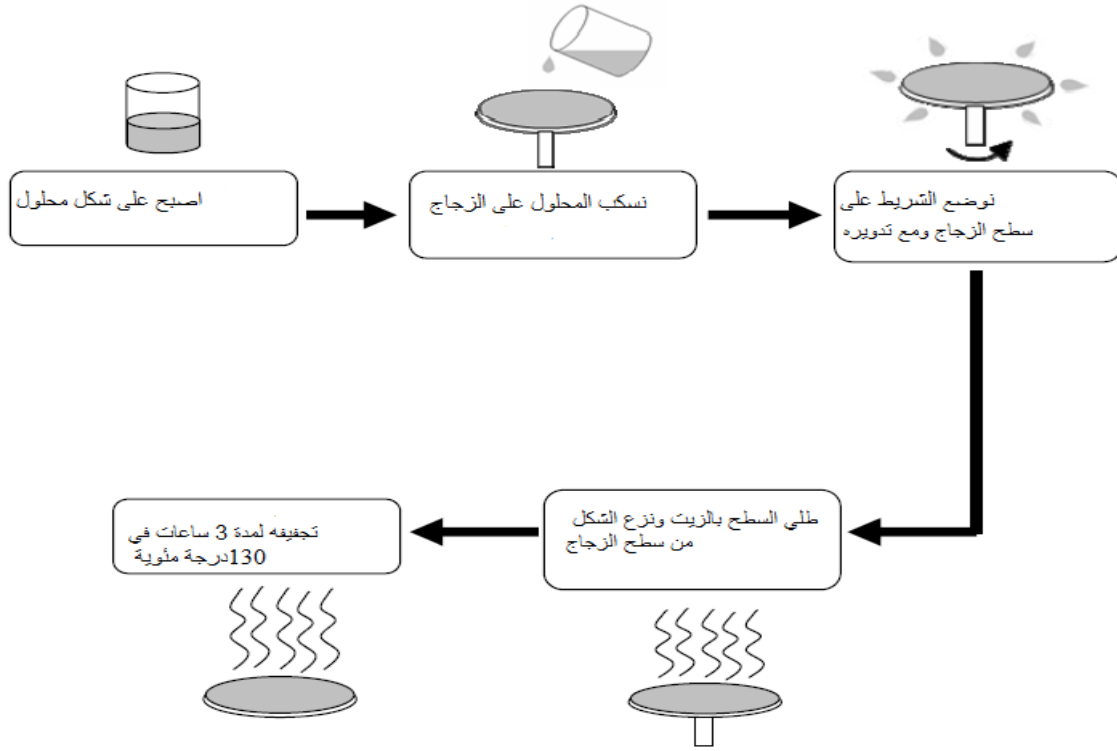 اصبح على شكل محلول
نسكب المحلول على الزجاج
نوضع الشريط على
سطح الزجاج ومع تدويره
طلي السطح بالزيت ونزع الشكل
من سطح الزجاج
تجفيفه لمدة 3 ساعات في
130درجة مئوية